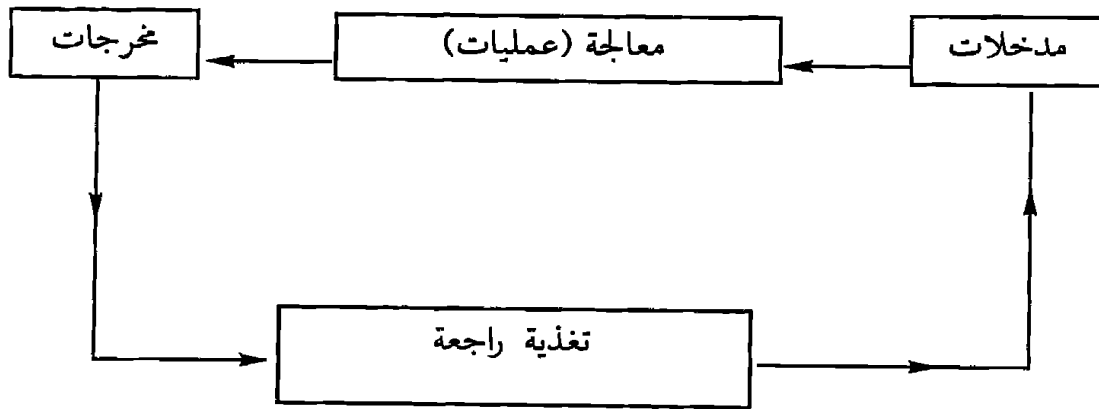 مدخلات
معالجة (عمليات)
مخرجات
تغذية راجعة